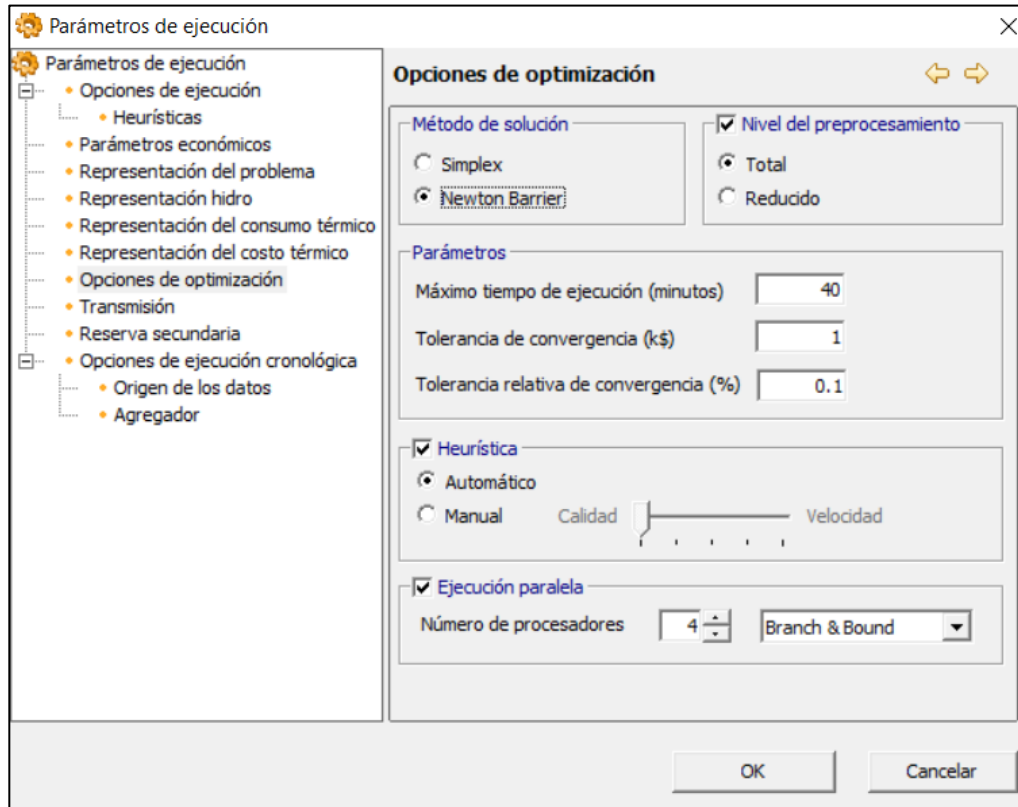 Parámetros de ejecución
Parámetros de ejecución
Opciones de ejecución
Heurísticas
Parámetros económicos
Representación del problema
Representación hidro
Representación del consumo térmico
Representación del costo térmico
Opciones de optimización
Transmisión
Reserva secundaria
Opciones de ejecución cronológica
Origen de los datos
Agregador
Opciones de optimización
Método de solución
Simplex
Newton Barrier
Nivel del preprocesamiento
Total
Reducido
Parámetros
Máximo tiempo de ejecución (minutos) 40
Tolerancia de convergencia (k$) 1
Tolerancia relativa de convergencia (%) 0.1
Heurística
Automático
Manual Calidad Velocidad
Ejecución paralela
Número de procesadores 4 Branch & Bound
OK Cancelar